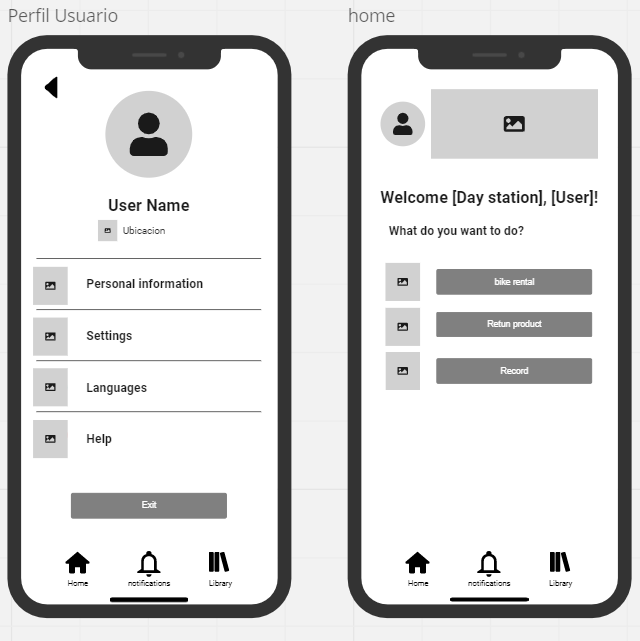 Perfil Usuario
User Name
Ubicacion
Personal information
Settings
Languages
Help
Exit
Home
notifications
Library
home
Welcome [Day station], [User]!
What do you want to do?
bike rental
Retun product
Record
Home
notifications
Library